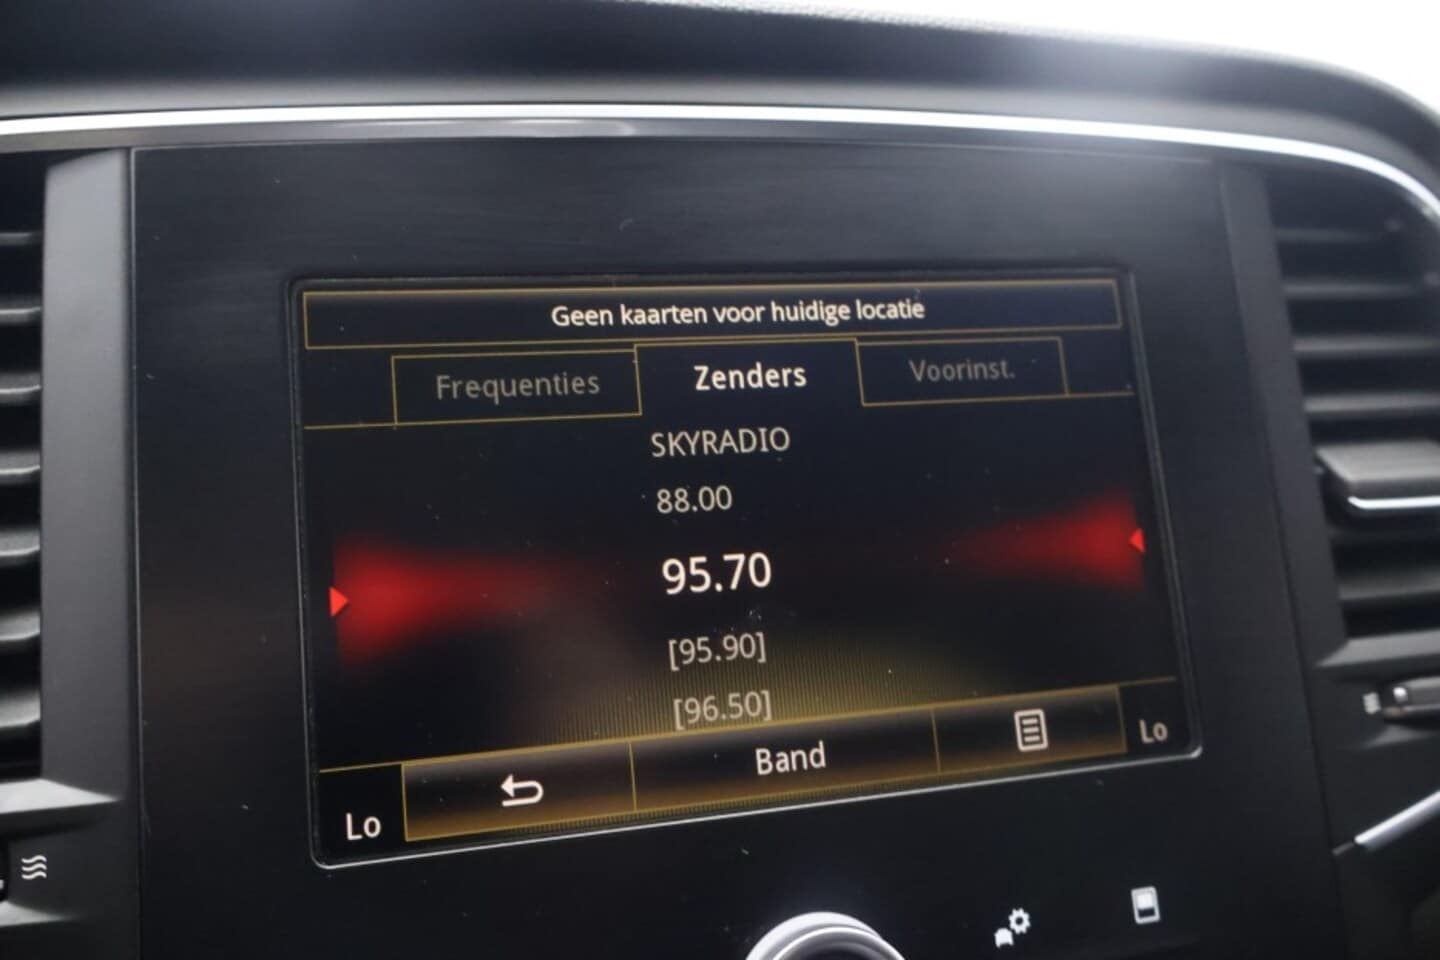 Geen kaarten voor huidige locatie
Frequenties Zenders Voorinst.
SKYRADIO
88.00
95.70
[95.90]
[96.50]
Lo Band Lo